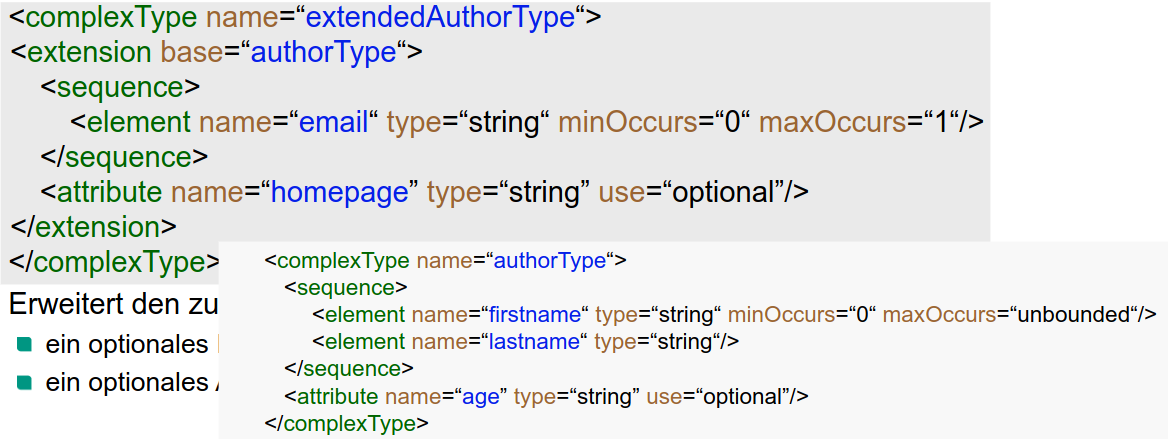 <complexType name=“extendedAuthorType“>
<extension base=“authorType“>
<sequence>
<element name=“email“ type=“string“ minOccurs=“0“ maxOccurs=“1“/>
</sequence>
<attribute name=“homepage” type=“string” use=“optional”/>
</extension>
</complexType>
Erweitert den zu
ein optionales
ein optionales
<complexType name=“authorType“>
<sequence>
<element name=“firstname“ type=“string“ minOccurs=“0“ maxOccurs=“unbounded“/>
<element name=“lastname“ type=“string“/>
</sequence>
<attribute name=“age” type=“string” use=“optional”/>
</complexType>